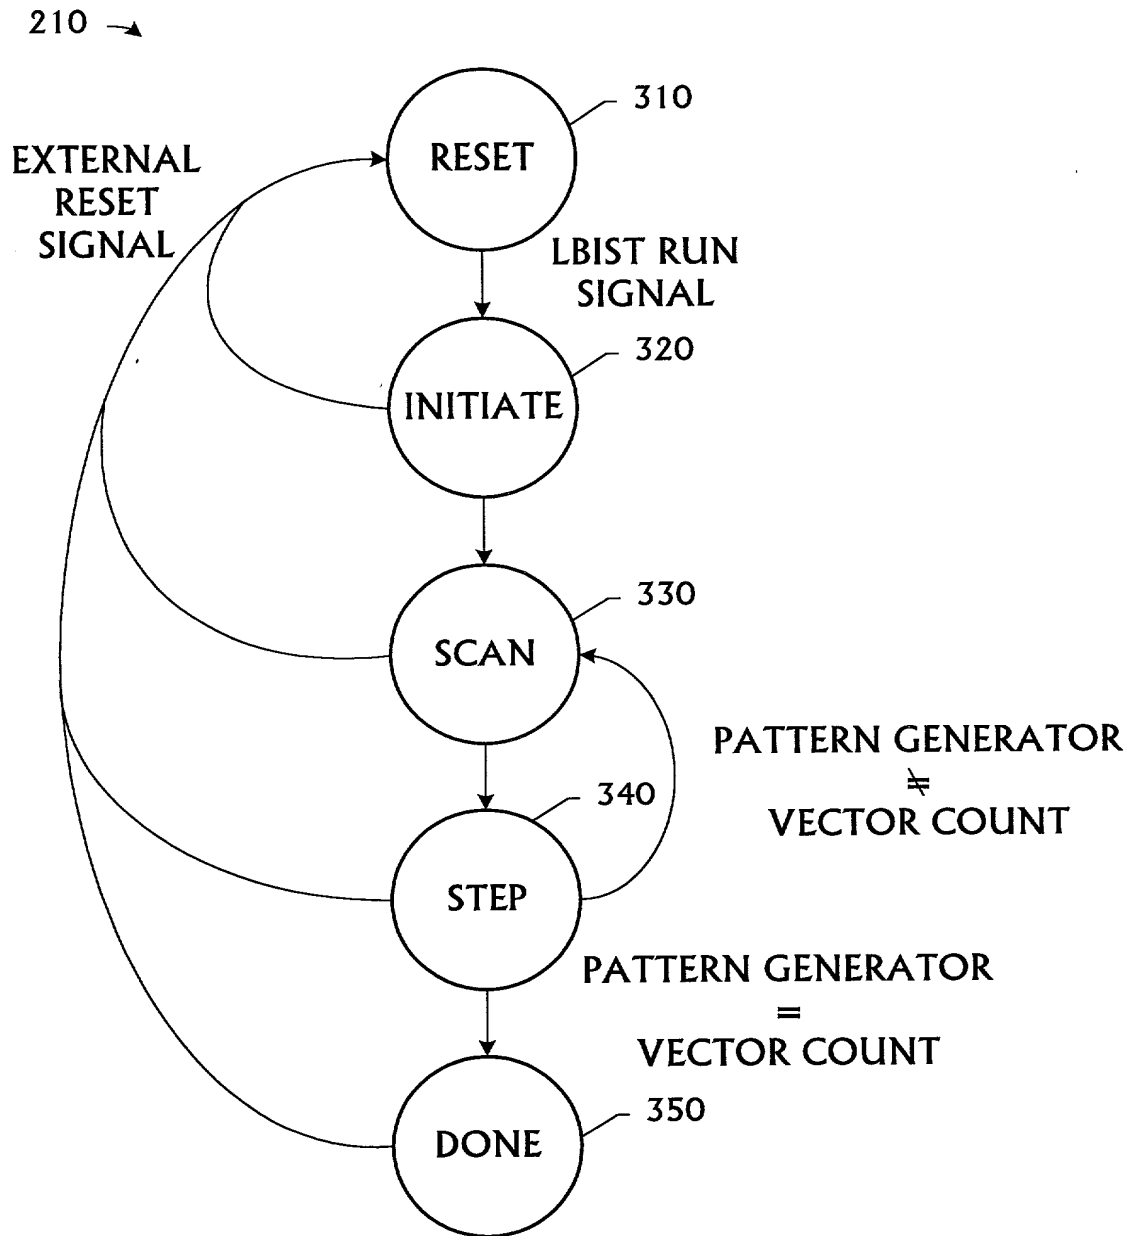 210
310
RESET
EXTERNAL
RESET
SIGNAL
LBIST RUN
SIGNAL
320
INITIATE
330
SCAN
PATTERN GENERATOR
≠
VECTOR COUNT
340
STEP
PATTERN GENERATOR
=
VECTOR COUNT
350
DONE